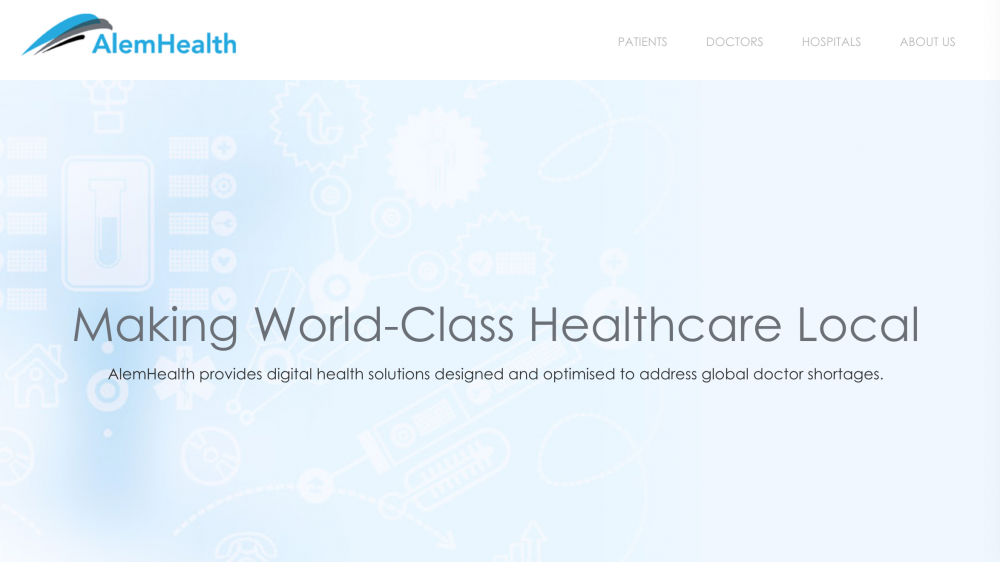 AlemHealth
PATIENTS DOCTORS HOSPITALS ABOUT US
Making World-Class Healthcare Local
AlemHealth provides digital health solutions designed and optimised to address global doctor shortages.